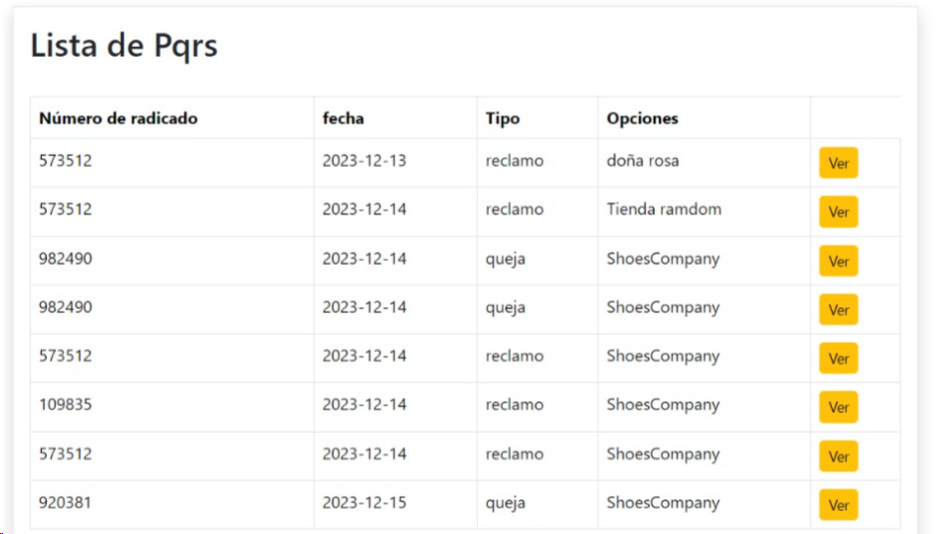 Lista de Pqrs
Número de radicado fecha Tipo Opciones
573512 2023-12-13 reclamo doña rosa Ver
573512 2023-12-14 reclamo Tienda ramdom Ver
982490 2023-12-14 queja ShoesCompany Ver
982490 2023-12-14 queja ShoesCompany Ver
573512 2023-12-14 reclamo ShoesCompany Ver
109835 2023-12-14 reclamo ShoesCompany Ver
573512 2023-12-14 reclamo ShoesCompany Ver
920381 2023-12-15 queja ShoesCompany Ver